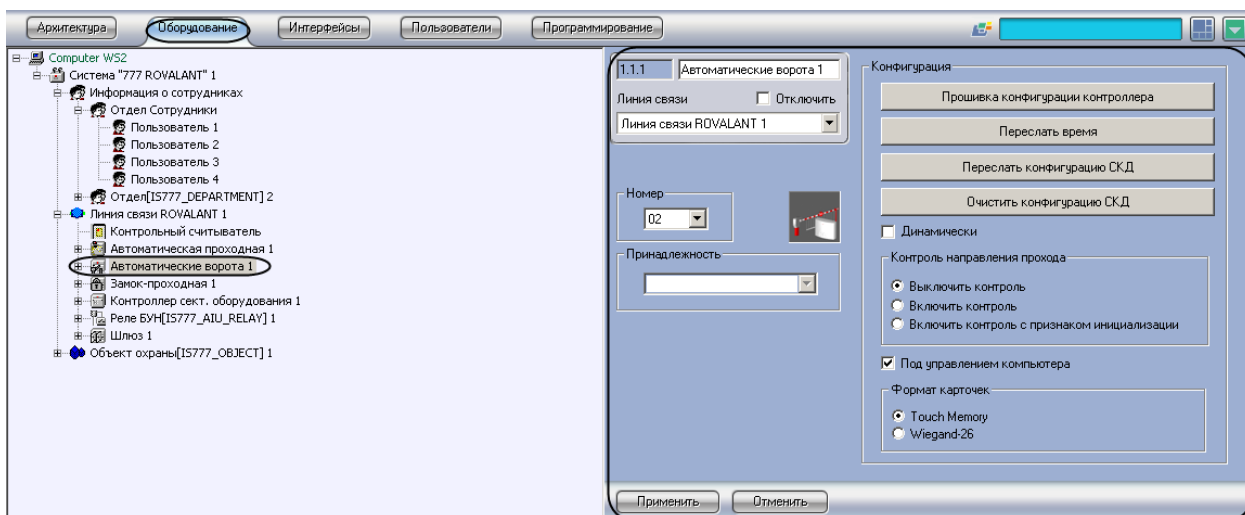 Архитектура Оборудование Интерфейсы Пользователи Программирование
Computer WS2
Система "777 ROVALANT" 1
Информация о сотрудниках
Отдел Сотрудники
Пользователь 1
Пользователь 2
Пользователь 3
Пользователь 4
Отдел[IS777_DEPARTMENT] 2
Линия связи ROVALANT 1
Контрольный считыватель
Автоматическая проходная 1
Автоматические ворота 1
Замок-проходная 1
Контроллер сект. оборудования 1
Реле БУН[IS777_AIU_RELAY] 1
Шлюз 1
Объект охраны[IS777_OBJECT] 1
1.1.1 Автоматические ворота 1
Линия связи Отключить
Линия связи ROVALANT 1
Номер
02
Принадлежность
Конфигурация
Прошивка конфигурации контроллера
Переслать время
Переслать конфигурацию СКД
Очистить конфигурацию СКД
Динамически
Контроль направления прохода
Выключить контроль
Включить контроль
Включить контроль с признаком инициализации
Под управлением компьютера
Формат карточек
Touch Memory
Wiegand-26
Применить Отменить